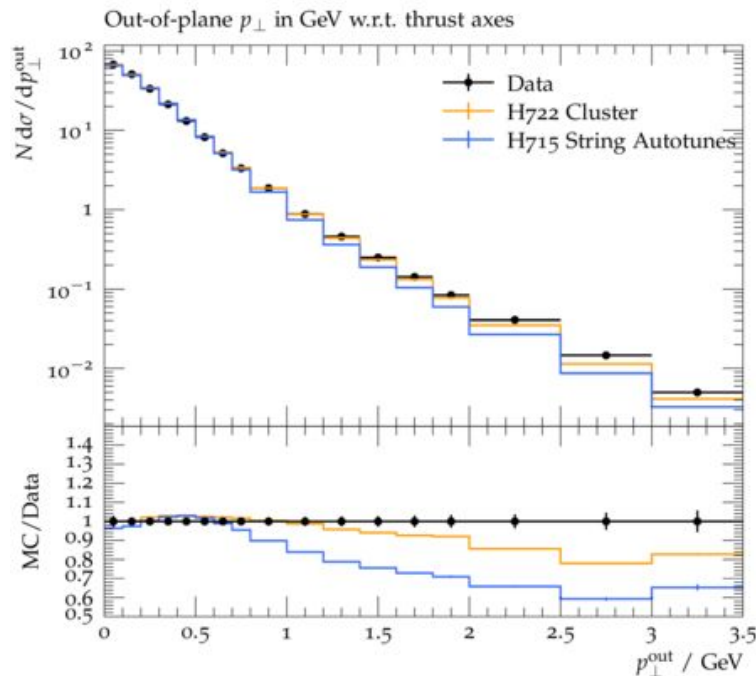 Out-of-plane p⊥ in GeV w.r.t. thrust axes
N dσ/dp⊥^out
10^2
10^1
1
10^−1
10^−2
Data
H722 Cluster
H715 String Autotunes
MC/Data
1.4
1.3
1.2
1.1
1
0.9
0.8
0.7
0.6
0.5
0 0.5 1 1.5 2 2.5 3 3.5
p⊥^out / GeV